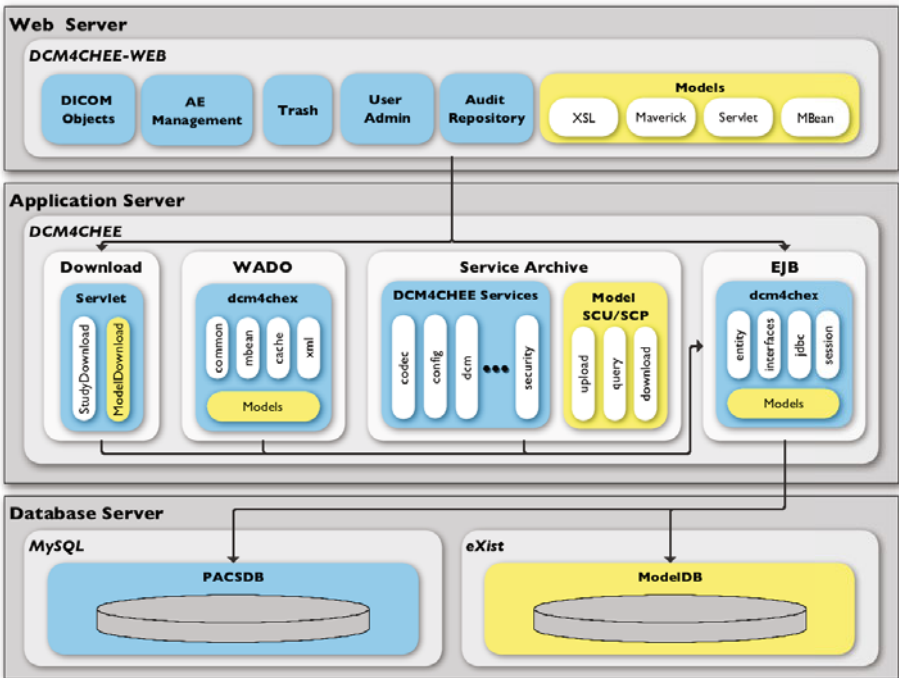 Web Server
DCM4CHEE-WEB
DICOM
Objects
AE
Management
Trash
User
Admin
Audit
Repository
Models
XSL
Maverick
Servlet
MBean
Application Server
DCM4CHEE
Download
Servlet
StudyDownload
ModelDownload
WADO
dcm4chex
common
mbean
cache
xml
Models
Service Archive
DCM4CHEE Services
codec
config
dcm
security
Model
SCU/SCP
upload
query
download
EJB
dcm4chex
entity
interfaces
jdbc
session
Models
Database Server
MySQL
PACSDB
eXist
ModelDB